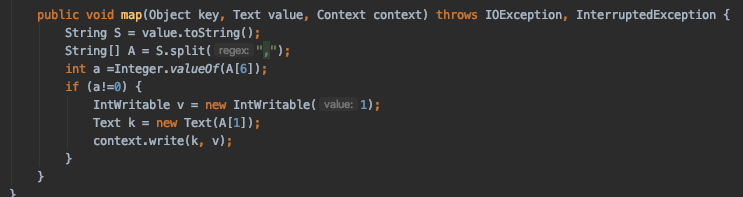 public void map(Object key, Text value, Context context) throws IOException, InterruptedException {
String S = value.toString();
String[] A = S.split( regex: ",");
int a =Integer.valueOf(A[6]);
if (a!=0) {
IntWritable v = new IntWritable( value: 1);
Text k = new Text(A[1]);
context.write(k, v);
}
}
}